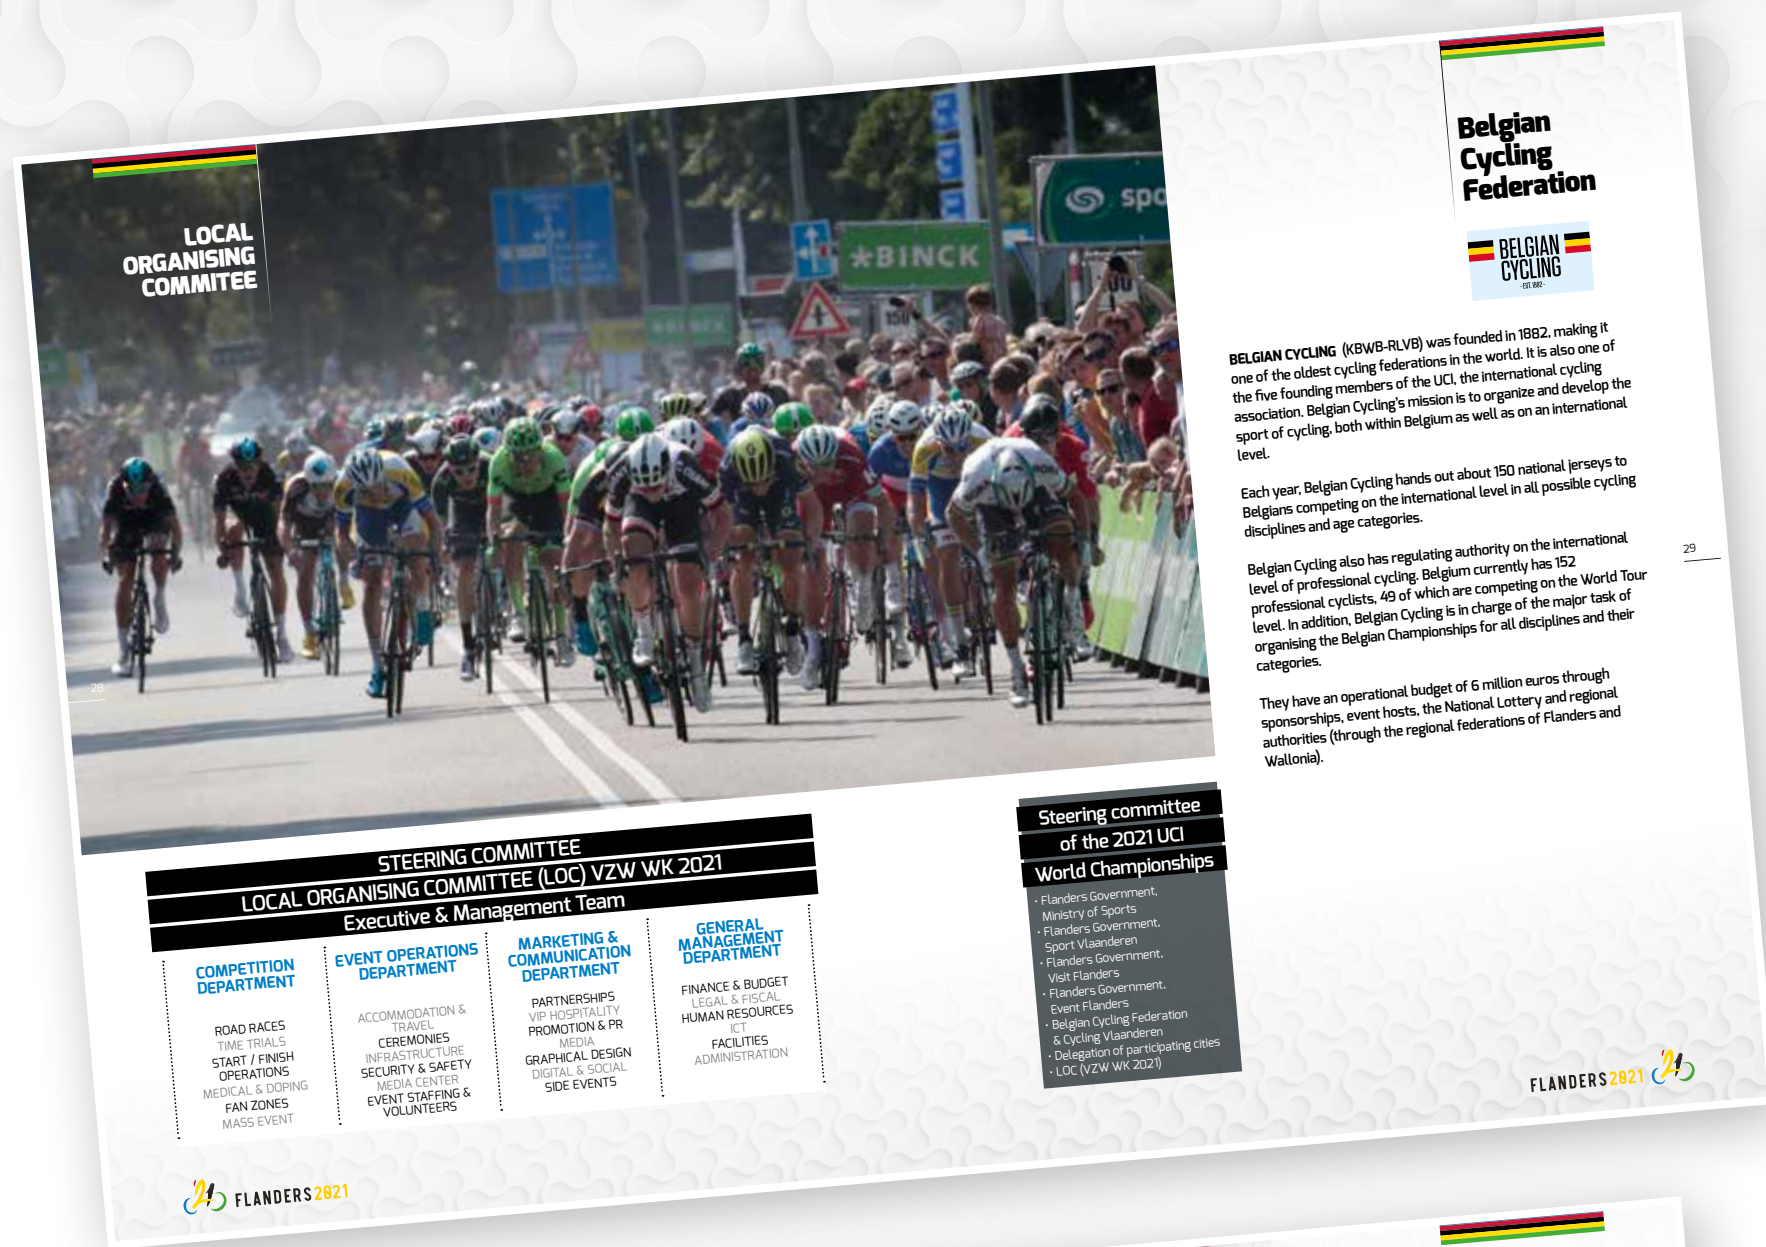 LOCAL
ORGANISING
COMMITEE
*BINCK
spo
*BINCK
150
28
STEERING COMMITTEE
LOCAL ORGANISING COMMITTEE (LOC) VZW WK 2021
Executive & Management Team
COMPETITION
DEPARTMENT
ROAD RACES
TIME TRIALS
START / FINISH
OPERATIONS
MEDICAL & DOPING
FAN ZONES
MASS EVENT
EVENT OPERATIONS
DEPARTMENT
ACCOMMODATION &
TRAVEL
CEREMONIES
INFRASTRUCTURE
SECURITY & SAFETY
MEDIA CENTER
EVENT STAFFING &
VOLUNTEERS
MARKETING &
COMMUNICATION
DEPARTMENT
PARTNERSHIPS
VIP HOSPITALITY
PROMOTION & PR
MEDIA
GRAPHICAL DESIGN
DIGITAL & SOCIAL
SIDE EVENTS
GENERAL
MANAGEMENT
DEPARTMENT
FINANCE & BUDGET
LEGAL & FISCAL
HUMAN RESOURCES
ICT
FACILITIES
ADMINISTRATION
FLANDERS2021
Steering committee
of the 2021 UCI
World Championships
· Flanders Government,
Ministry of Sports
· Flanders Government,
Sport Vlaanderen
· Flanders Government,
Visit Flanders
· Flanders Government,
Event Flanders
· Belgian Cycling Federation
& Cycling Vlaanderen
· Delegation of participating cities
· LOC (VZW WK 2021)
Belgian
Cycling
Federation
BELGIAN
CYCLING
- EST. 1882 -
BELGIAN CYCLING (KBWB-RLVB) was founded in 1882, making it
one of the oldest cycling federations in the world. It is also one of
the five founding members of the UCI, the international cycling
association. Belgian Cycling's mission is to organize and develop the
sport of cycling, both within Belgium as well as on an international
level.
Each year, Belgian Cycling hands out about 150 national jerseys to
Belgians competing on the international level in all possible cycling
disciplines and age categories.
Belgian Cycling also has regulating authority on the international
level of professional cycling. Belgium currently has 152
professional cyclists, 49 of which are competing on the World Tour
level. In addition, Belgian Cycling is in charge of the major task of
organising the Belgian Championships for all disciplines and their
categories.
They have an operational budget of 6 million euros through
sponsorships, event hosts, the National Lottery and regional
authorities (through the regional federations of Flanders and
Wallonia).
29
FLANDERS2021